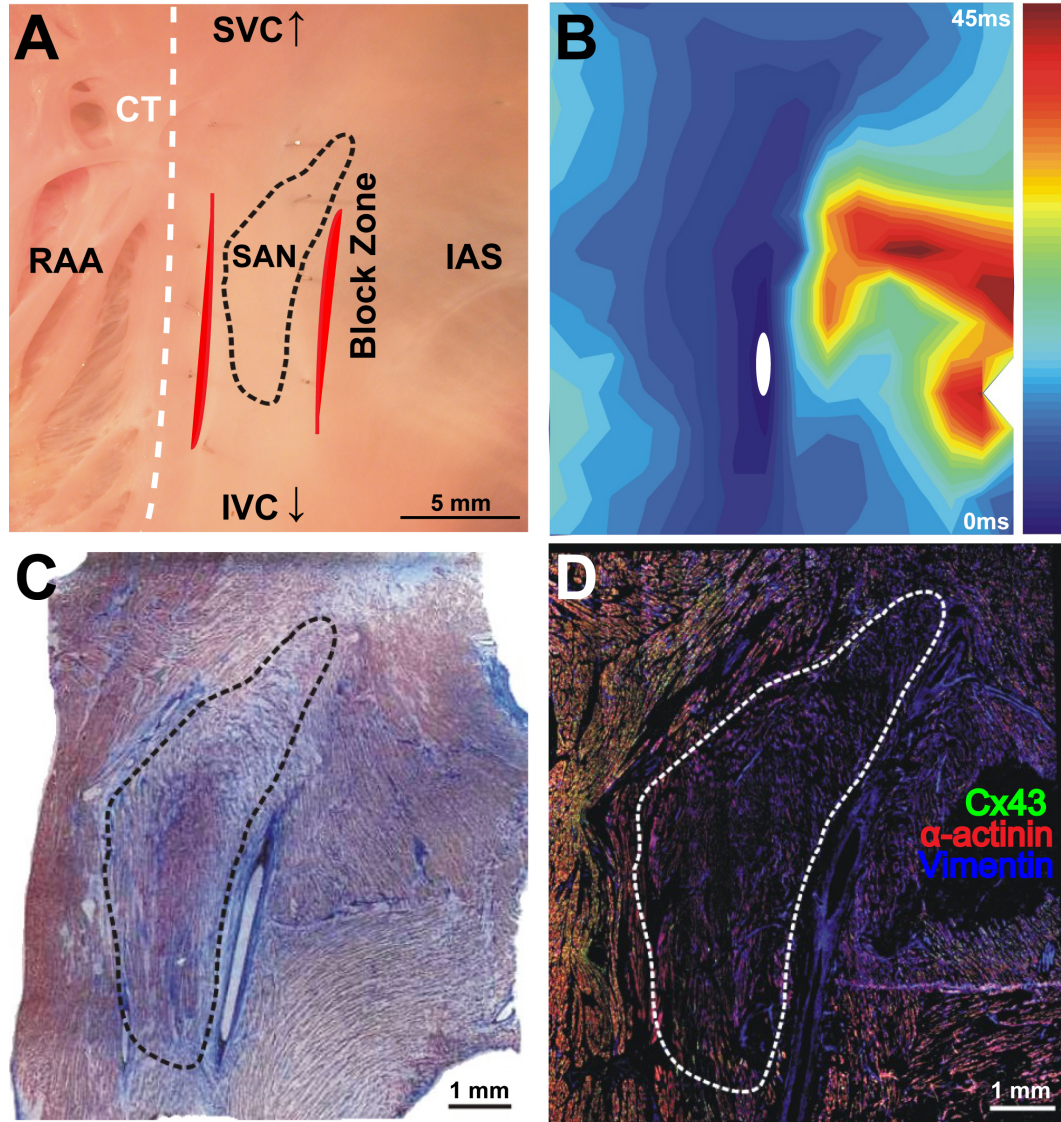 A
SVC ↑
CT
RAA
SAN
Block Zone
IAS
IVC ↓
5 mm
B
45ms
0ms
C
1 mm
D
Cx43
α-actinin
Vimentin
1 mm